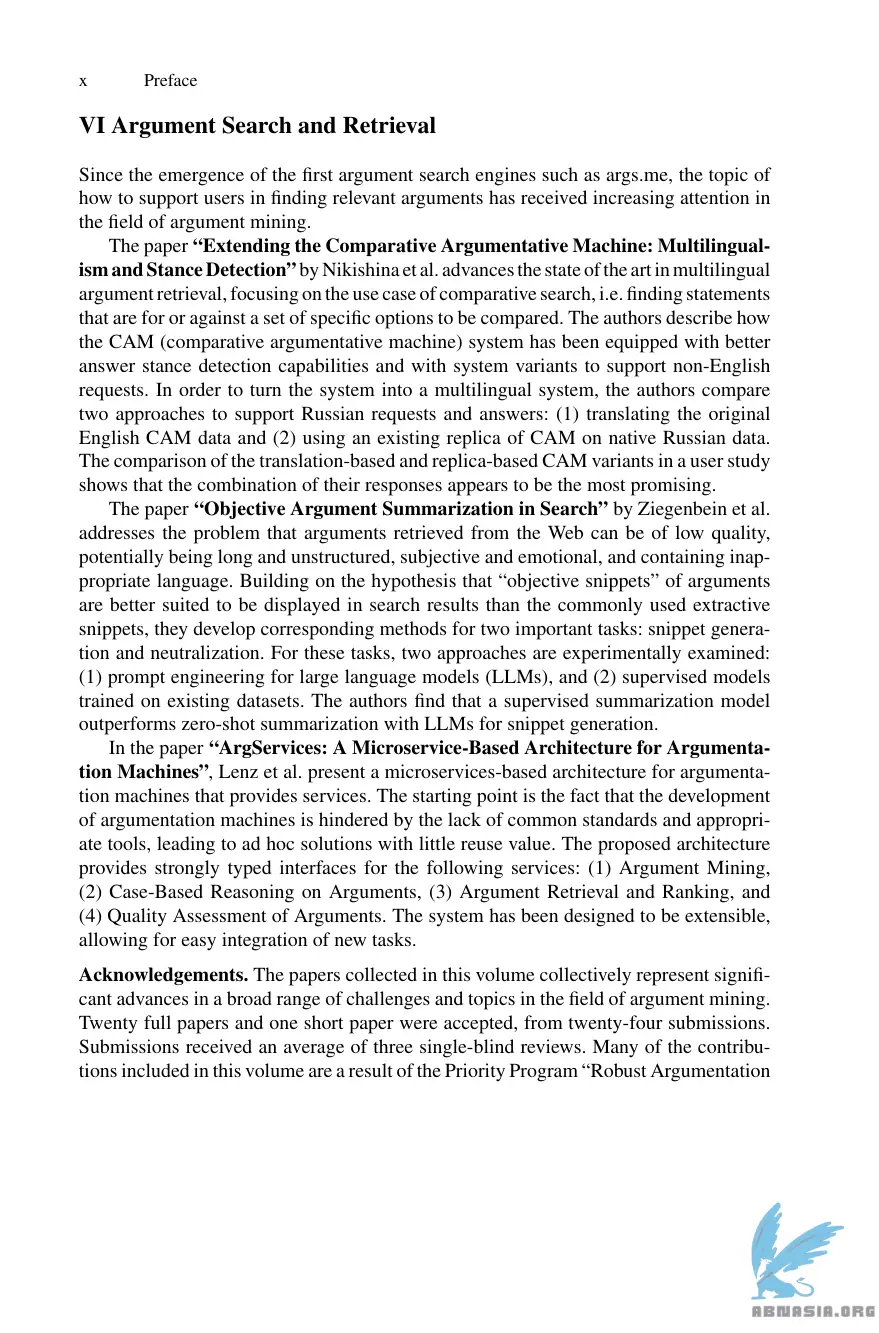 x Preface
VI Argument Search and Retrieval
Since the emergence of the first argument search engines such as args.me, the topic of
how to support users in finding relevant arguments has received increasing attention in
the field of argument mining.
The paper “Extending the Comparative Argumentative Machine: Multilingual-
ism and Stance Detection” by Nikishina et al. advances the state of the art in multilingual
argument retrieval, focusing on the use case of comparative search, i.e. finding statements
that are for or against a set of specific options to be compared. The authors describe how
the CAM (comparative argumentative machine) system has been equipped with better
answer stance detection capabilities and with system variants to support non-English
requests. In order to turn the system into a multilingual system, the authors compare
two approaches to support Russian requests and answers: (1) translating the original
English CAM data and (2) using an existing replica of CAM on native Russian data.
The comparison of the translation-based and replica-based CAM variants in a user study
shows that the combination of their responses appears to be the most promising.
The paper “Objective Argument Summarization in Search” by Ziegenbein et al.
addresses the problem that arguments retrieved from the Web can be of low quality,
potentially being long and unstructured, subjective and emotional, and containing inap-
propriate language. Building on the hypothesis that “objective snippets” of arguments
are better suited to be displayed in search results than the commonly used extractive
snippets, they develop corresponding methods for two important tasks: snippet genera-
tion and neutralization. For these tasks, two approaches are experimentally examined:
(1) prompt engineering for large language models (LLMs), and (2) supervised models
trained on existing datasets. The authors find that a supervised summarization model
outperforms zero-shot summarization with LLMs for snippet generation.
In the paper “ArgServices: A Microservice-Based Architecture for Argumenta-
tion Machines”, Lenz et al. present a microservices-based architecture for argumenta-
tion machines that provides services. The starting point is the fact that the development
of argumentation machines is hindered by the lack of common standards and appropri-
ate tools, leading to ad hoc solutions with little reuse value. The proposed architecture
provides strongly typed interfaces for the following services: (1) Argument Mining,
(2) Case-Based Reasoning on Arguments, (3) Argument Retrieval and Ranking, and
(4) Quality Assessment of Arguments. The system has been designed to be extensible,
allowing for easy integration of new tasks.
Acknowledgements. The papers collected in this volume collectively represent signifi-
cant advances in a broad range of challenges and topics in the field of argument mining.
Twenty full papers and one short paper were accepted, from twenty-four submissions.
Submissions received an average of three single-blind reviews. Many of the contribu-
tions included in this volume are a result of the Priority Program “Robust Argumentation
ABNASIA.ORG